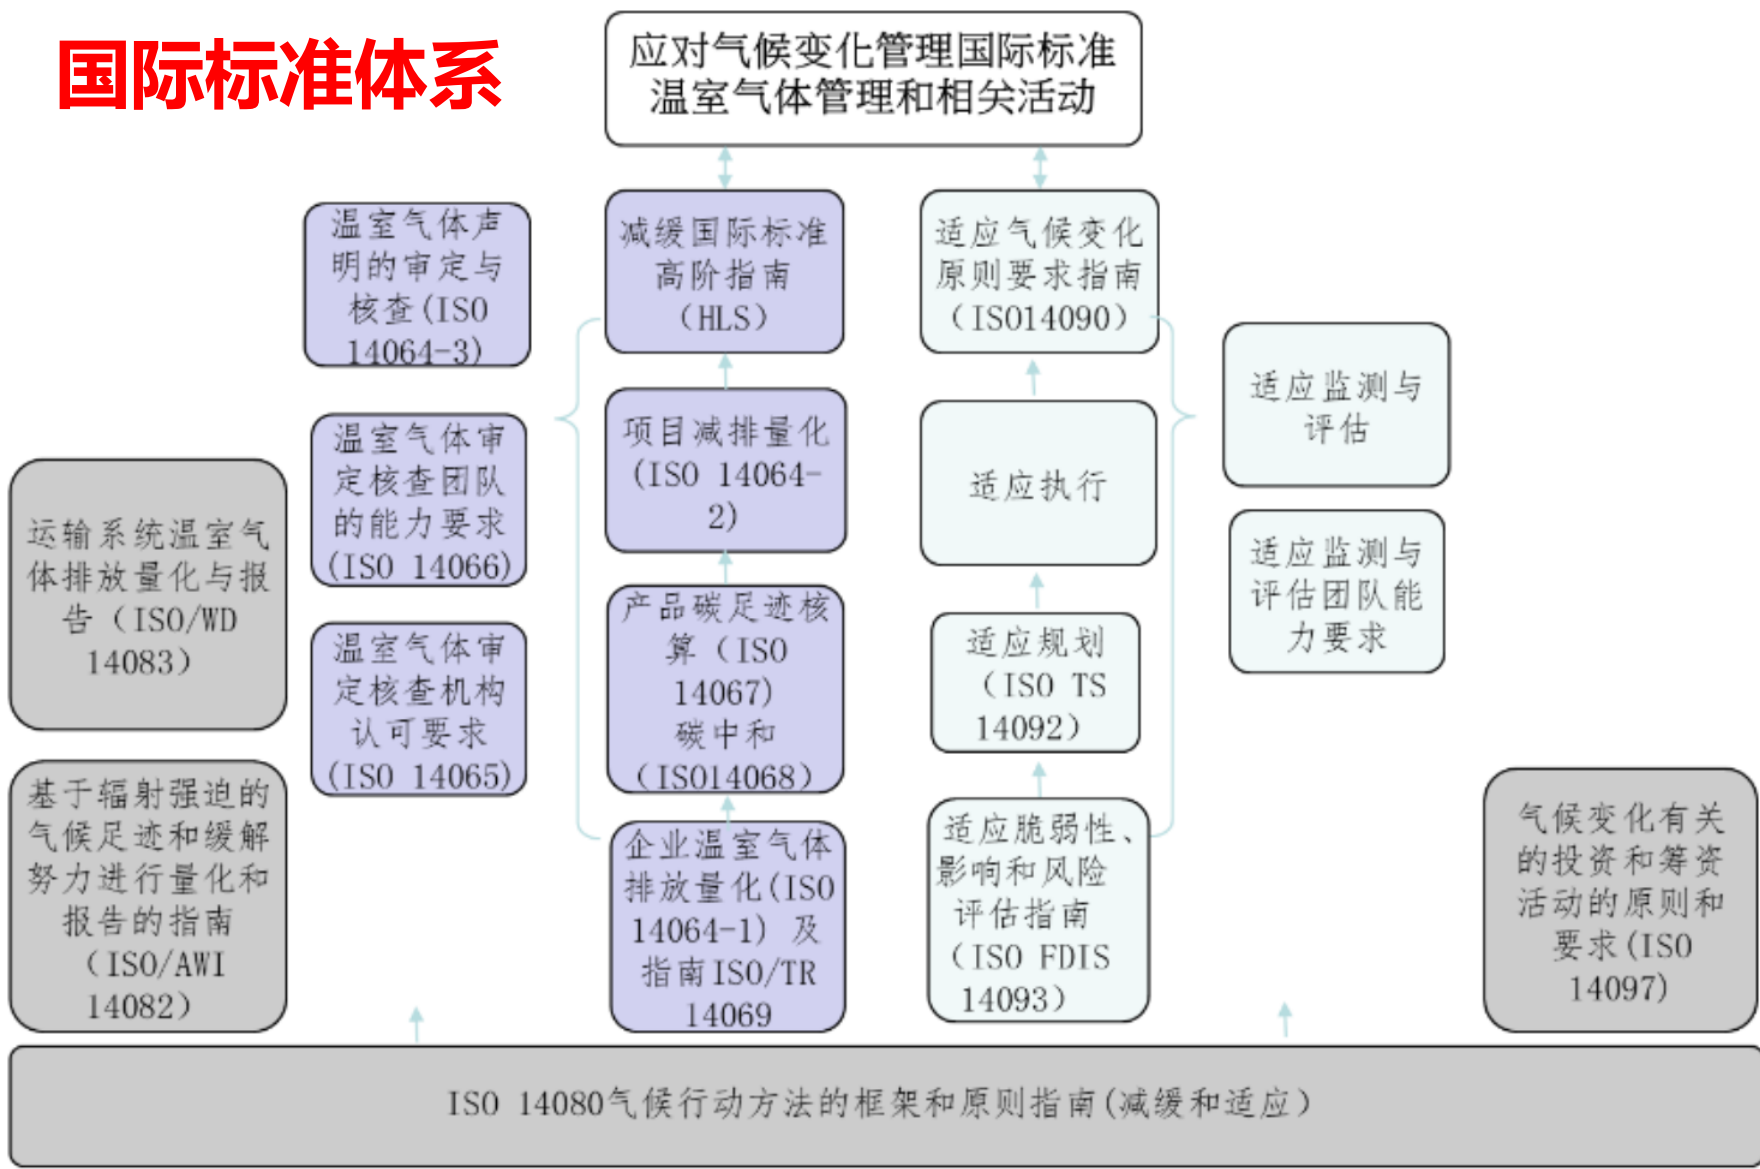 国际标准体系
应对气候变化管理国际标准
温室气体管理和相关活动
温室气体声
明的审定与
核查(ISO
14064-3)
减缓国际标准
高阶指南
（HLS）
适应气候变化
原则要求指南
（ISO14090）
温室气体审
定核查团队
的能力要求
(ISO 14066)
项目减排量化
(ISO 14064-
2)
适应执行
适应监测与
评估
运输系统温室气
体排放量化与报
告（ISO/WD
14083）
温室气体审
定核查机构
认可要求
(ISO 14065)
产品碳足迹核
算（ISO
14067)
碳中和
（ISO14068）
适应规划
（ISO TS
14092）
适应监测与
评估团队能
力要求
基于辐射强迫的
气候足迹和缓解
努力进行量化和
报告的指南
（ISO/AWI
14082）
企业温室气体
排放量化(ISO
14064-1) 及
指南ISO/TR
14069
适应脆弱性、
影响和风险
评估指南
（ISO FDIS
14093）
气候变化有关
的投资和筹资
活动的原则和
要求(ISO
14097)
ISO 14080气候行动方法的框架和原则指南(减缓和适应）